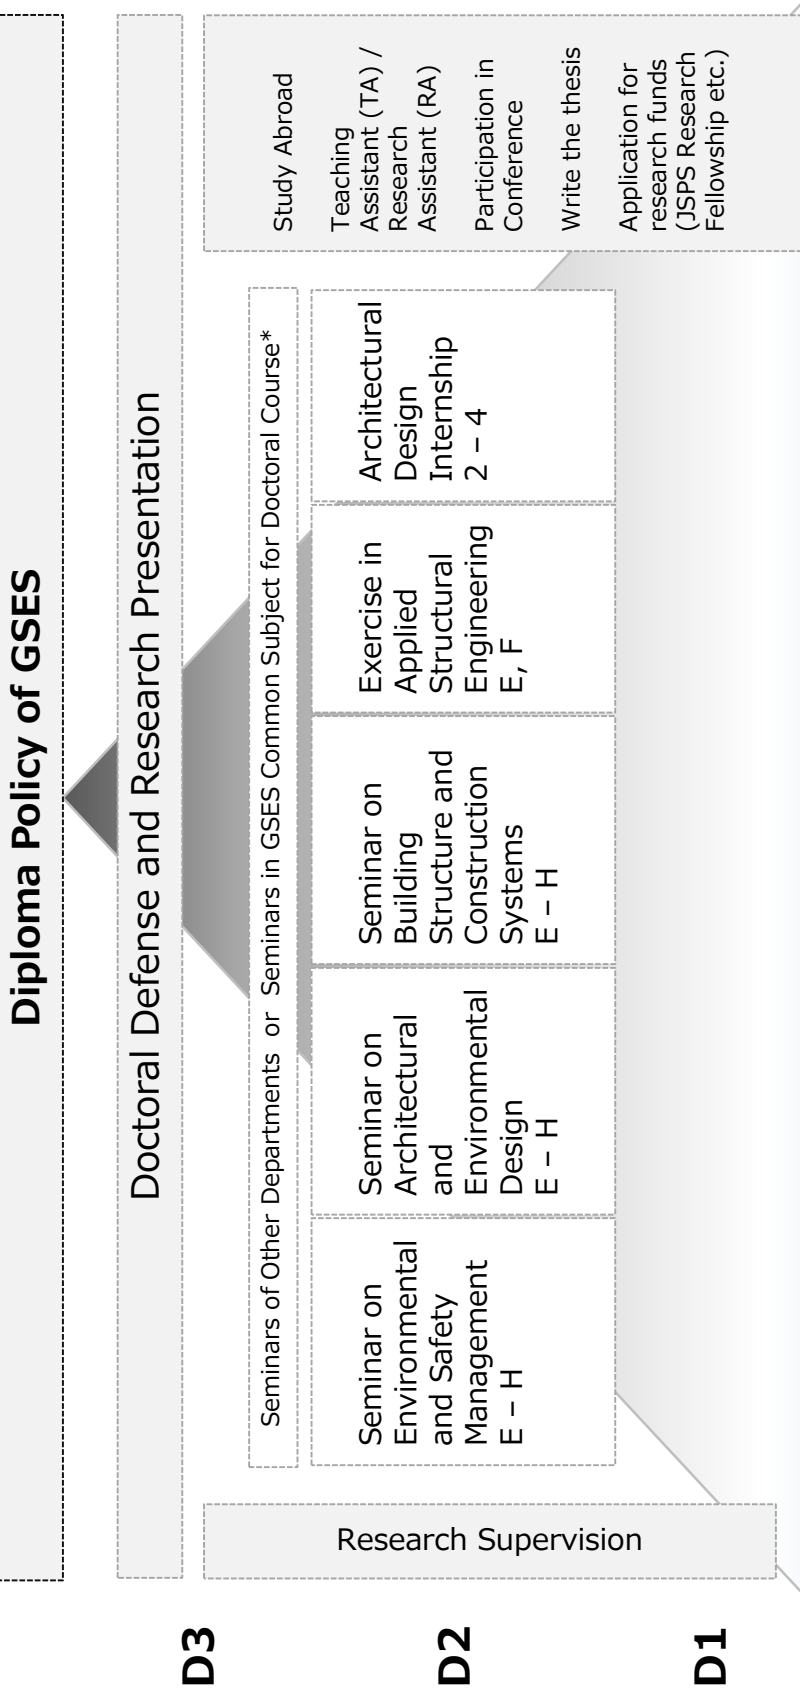 Diploma Policy of GSES
Doctoral Defense and Research Presentation
D3
Seminars of Other Departments or Seminars in GSES Common Subject for Doctoral Course*
D2
D1
Research Supervision
Seminar on
Environmental
and Safety
Management
E – H
Seminar on
Architectural
and
Environmental
Design
E – H
Seminar on
Building
Structure and
Construction
Systems
E – H
Exercise in
Applied
Structural
Engineering
E, F
Architectural
Design
Internship
2 – 4
Study Abroad
Teaching
Assistant (TA) /
Research
Assistant (RA)
Participation in
Conference
Write the thesis
Application for
research funds
(JSPS Research
Fellowship etc.)